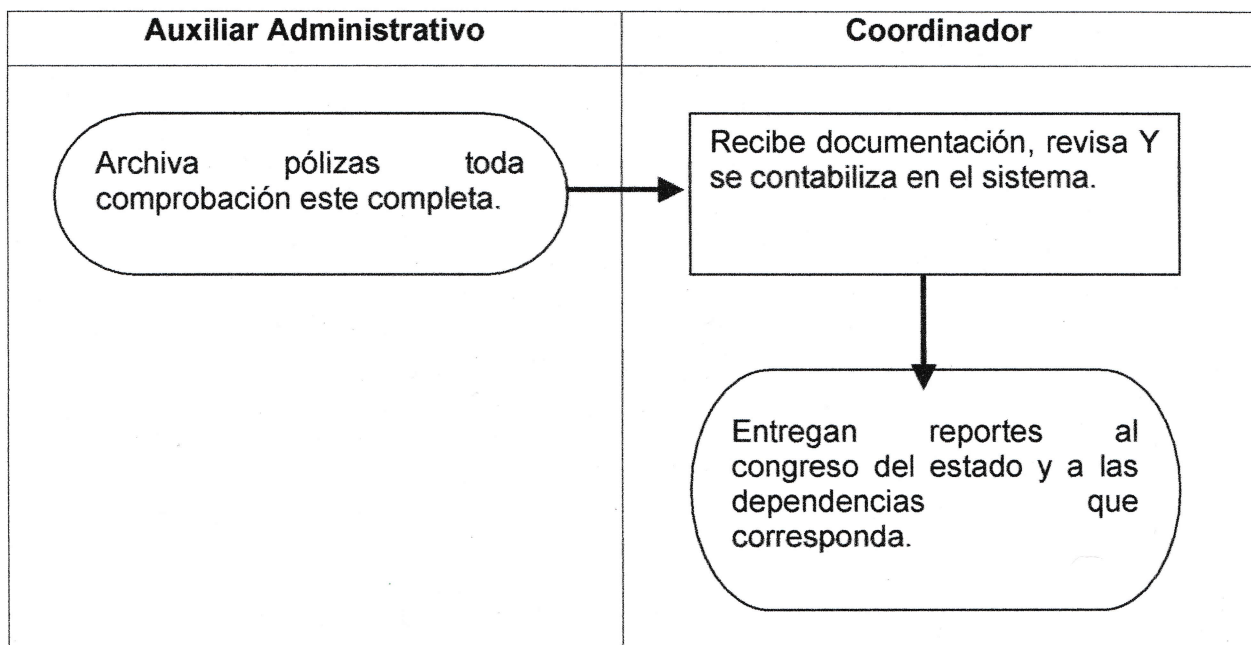 Auxiliar Administrativo
Coordinador
Archiva pólizas toda
comprobación este completa.
Recibe documentación, revisa Y
se contabiliza en el sistema.
Entregan reportes al
congreso del estado y a las
dependencias que
corresponda.